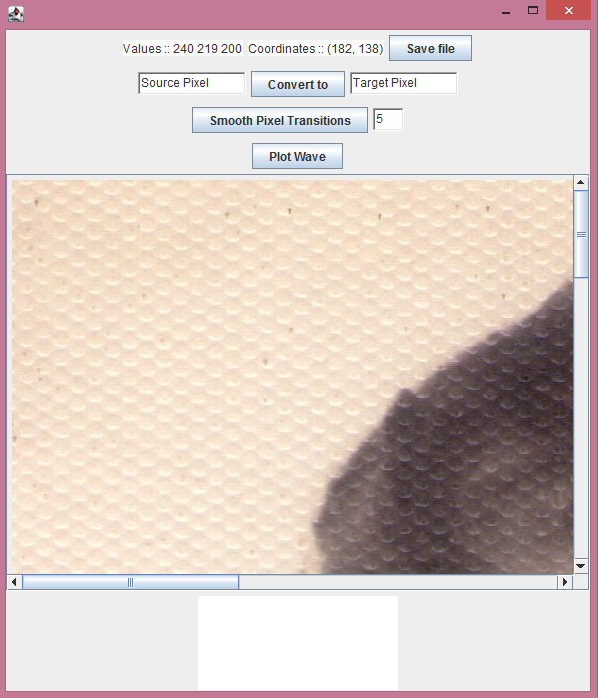 Values :: 240 219 200 Coordinates :: (182, 138) Save file
Source Pixel Convert to Target Pixel
Smooth Pixel Transitions 5
Plot Wave